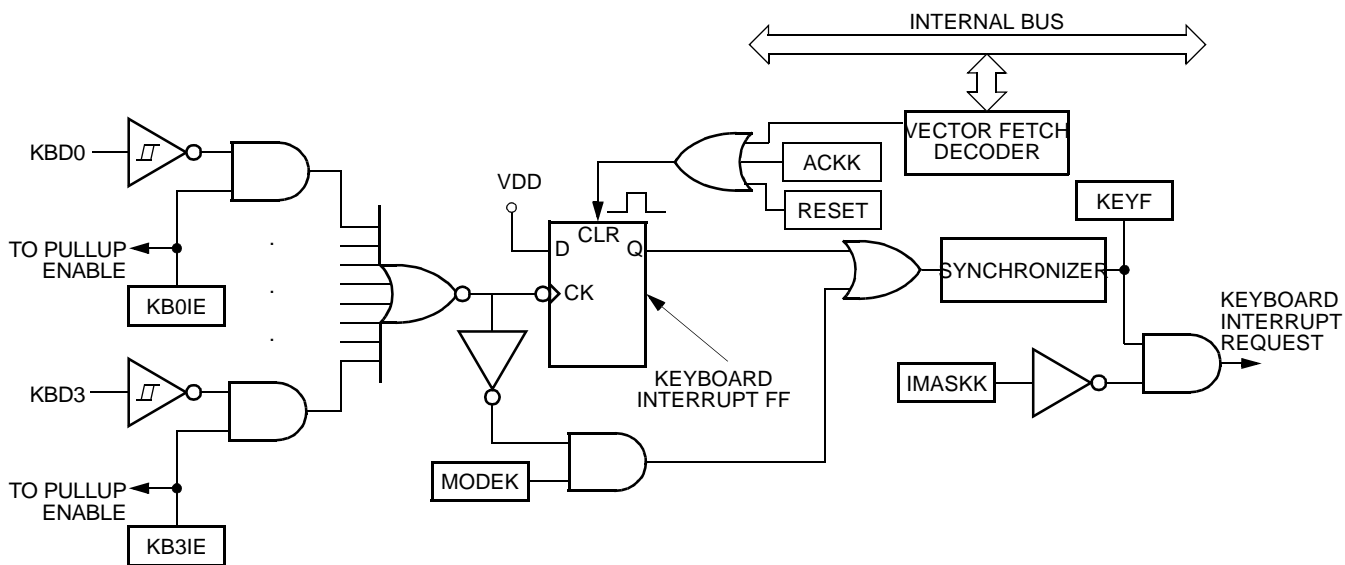 INTERNAL BUS
VECTOR FETCH
DECODER
KBD0
ACKK
VDD
RESET
KEYF
CLR
D
Q
TO PULLUP
ENABLE
SYNCHRONIZER
CK
KB0IE
KEYBOARD
INTERRUPT
REQUEST
KEYBOARD
INTERRUPT FF
IMASKK
KBD3
MODEK
TO PULLUP
ENABLE
KB3IE